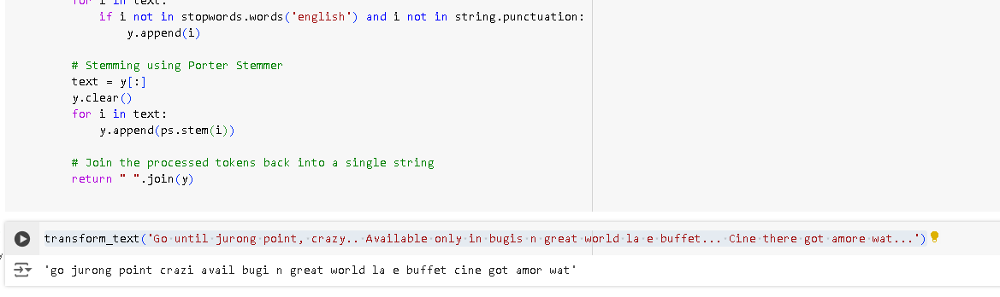 for i in text:
if i not in stopwords.words('english') and i not in string.punctuation:
y.append(i)
# Stemming using Porter Stemmer
text = y[:]
y.clear()
for i in text:
y.append(ps.stem(i))
# Join the processed tokens back into a single string
return " ".join(y)
transform_text('Go until jurong point, crazy.. Available only in bugis n great world la e buffet... Cine there got amore wat...')
'go jurong point crazi avail bugi n great world la e buffet cine got amor wat'